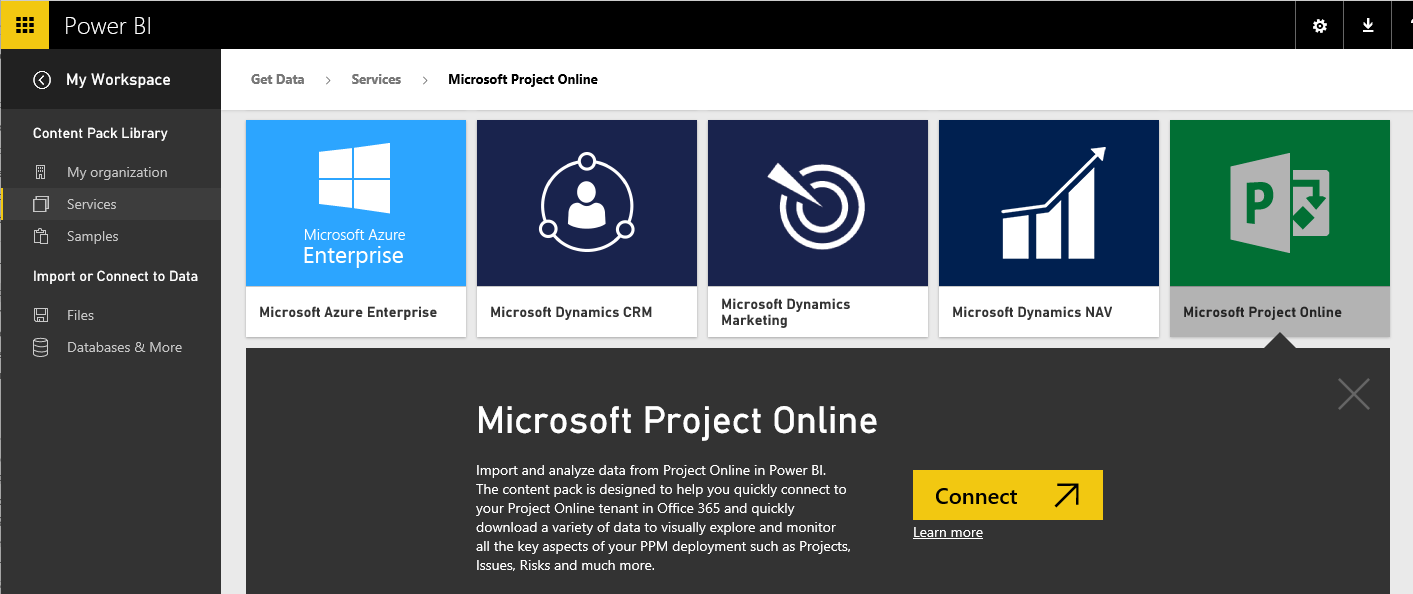 Power BI
My Workspace
Get Data > Services > Microsoft Project Online
Content Pack Library
My organization
Services
Samples
Import or Connect to Data
Files
Databases & More
Microsoft Azure
Enterprise
Microsoft Azure Enterprise
Microsoft Dynamics CRM
Microsoft Dynamics
Marketing
Microsoft Dynamics NAV
P
Microsoft Project Online
Microsoft Project Online
Import and analyze data from Project Online in Power BI.
The content pack is designed to help you quickly connect to
your Project Online tenant in Office 365 and quickly
download a variety of data to visually explore and monitor
all the key aspects of your PPM deployment such as Projects,
Issues, Risks and much more.
Connect
Learn more